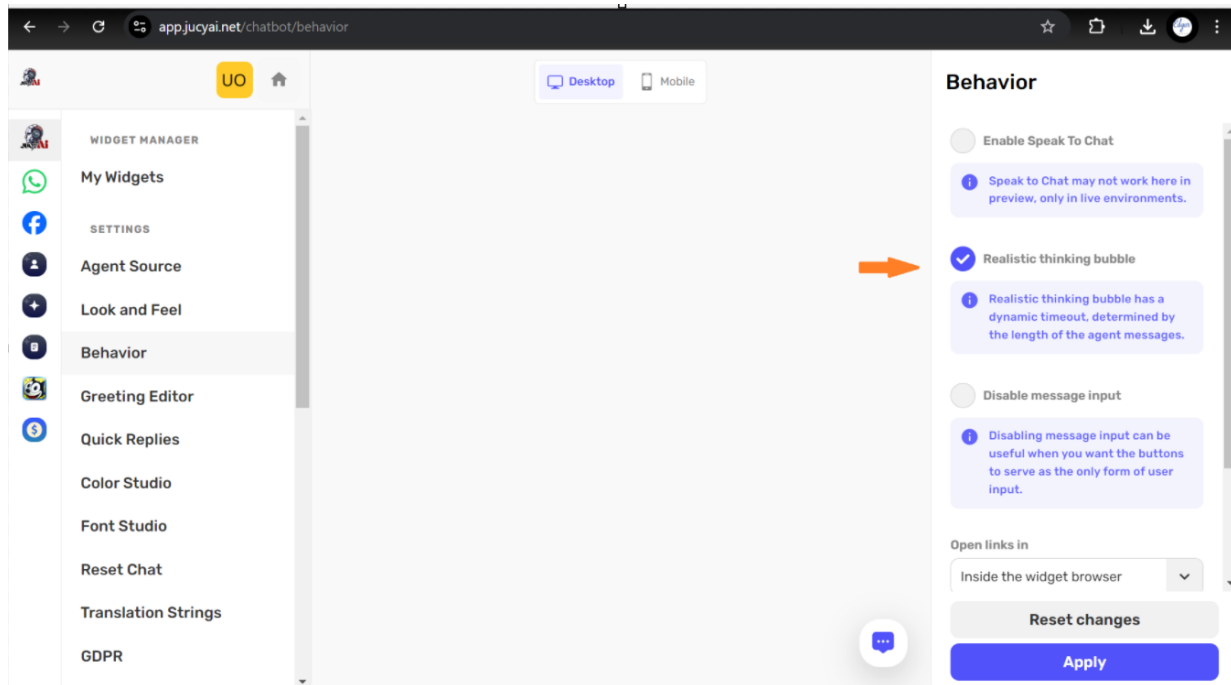 app.jucyai.net/chatbot/behavior
UO
Desktop
Mobile
WIDGET MANAGER
My Widgets
SETTINGS
Agent Source
Look and Feel
Behavior
Greeting Editor
Quick Replies
Color Studio
Font Studio
Reset Chat
Translation Strings
GDPR
Behavior
Enable Speak To Chat
Speak to Chat may not work here in
preview, only in live environments.
Realistic thinking bubble
Realistic thinking bubble has a
dynamic timeout, determined by
the length of the agent messages.
Disable message input
Disabling message input can be
useful when you want the buttons
to serve as the only form of user
input.
Open links in
Inside the widget browser
Reset changes
Apply